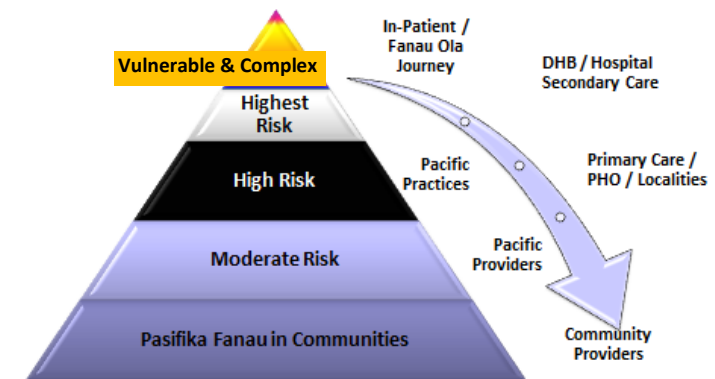 Vulnerable & Complex
Highest
Risk
High Risk
Moderate Risk
Pasifika Fanau in Communities
In-Patient /
Fanau Ola
Journey
DHB / Hospital
Secondary Care
Pacific
Practices
Primary Care /
PHO / Localities
Pacific
Providers
Community
Providers